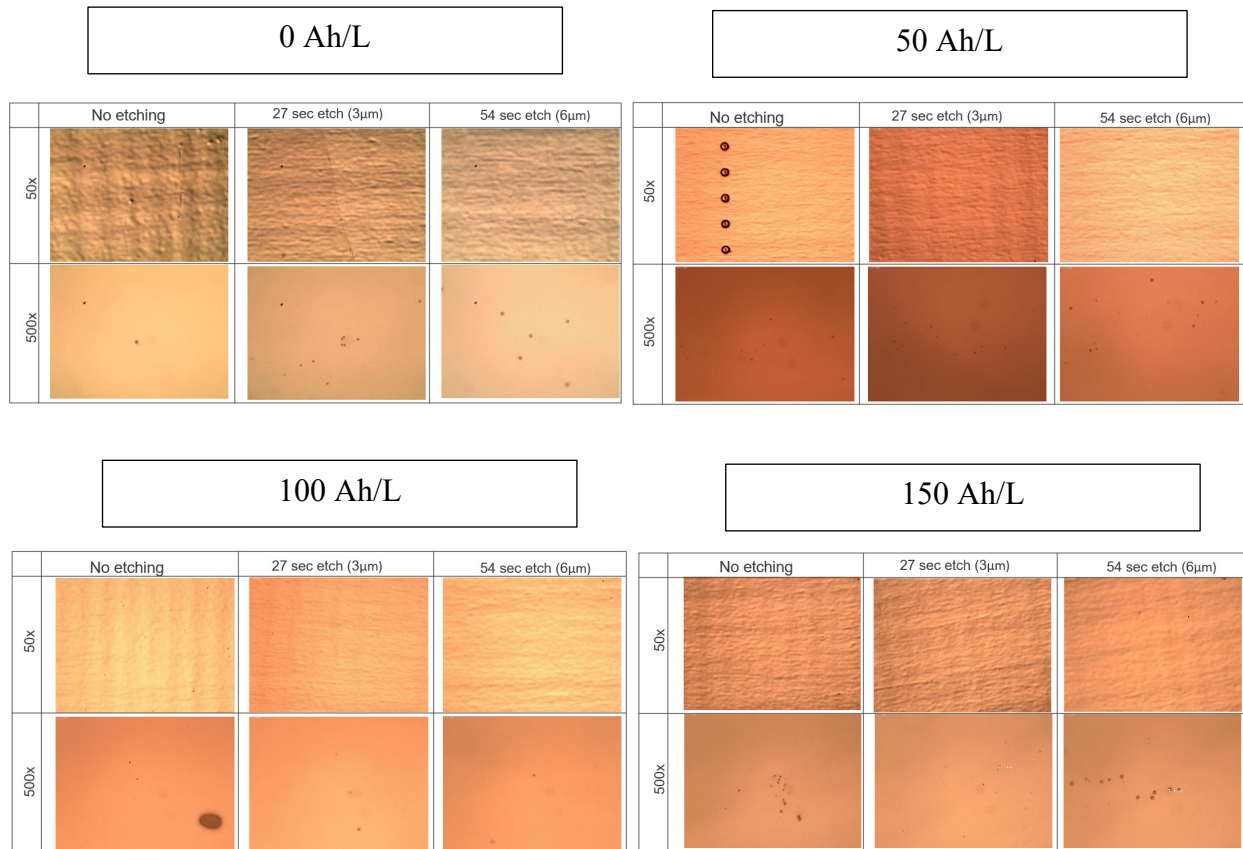 0 Ah/L
No etching 27 sec etch (3µm) 54 sec etch (6µm)
50x
500x
50 Ah/L
No etching 27 sec etch (3µm) 54 sec etch (6µm)
50x
500x
100 Ah/L
No etching 27 sec etch (3µm) 54 sec etch (6µm)
50x
500x
150 Ah/L
No etching 27 sec etch (3µm) 54 sec etch (6µm)
50x
500x